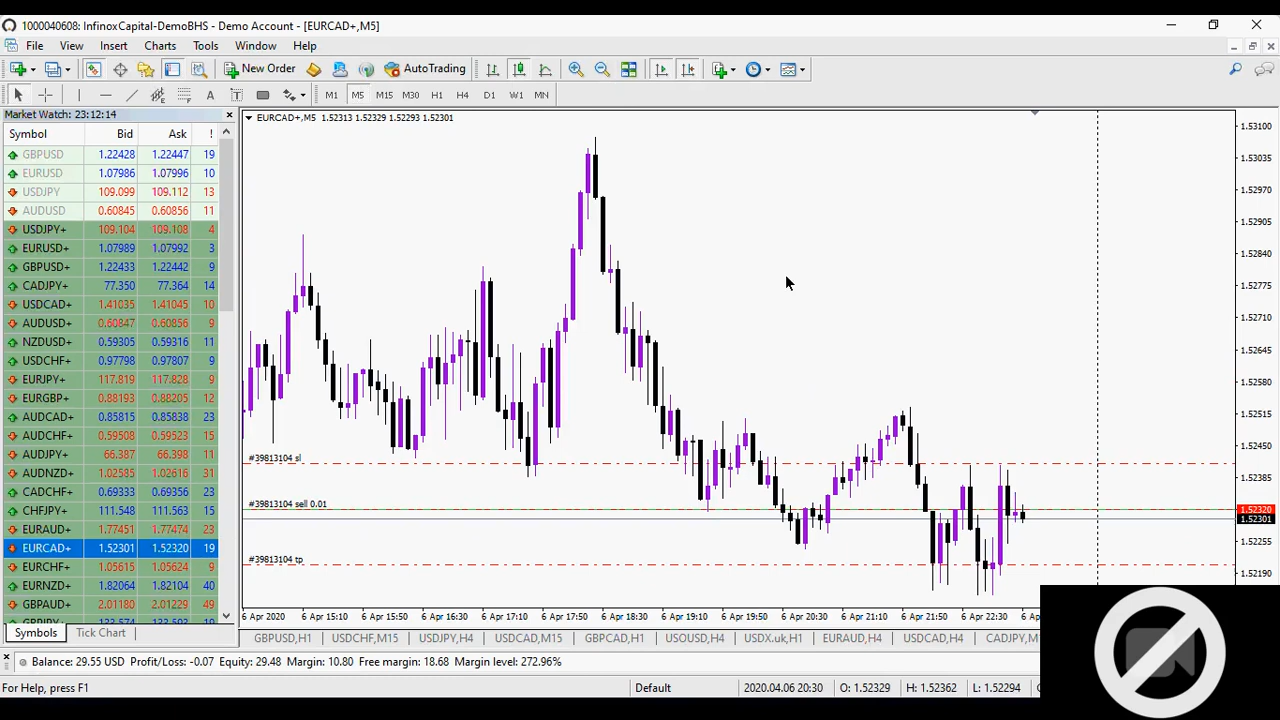 1000040608: InfinoxCapital-DemoBHS - Demo Account - [EURCAD+,M5]
File View Insert Charts Tools Window Help
New Order AutoTrading
M1 M5 M15 M30 H1 H4 D1 W1 MN
Market Watch: 23:12:14
Symbol Bid Ask !
GBPUSD 1.22428 1.22447 19
EURUSD 1.07986 1.07996 10
USDJPY 109.099 109.112 13
AUDUSD 0.60845 0.60856 11
USDJPY+ 109.104 109.108 4
EURUSD+ 1.07989 1.07992 3
GBPUSD+ 1.22433 1.22442 9
CADJPY+ 77.350 77.364 14
USDCAD+ 1.41035 1.41045 10
AUDUSD+ 0.60847 0.60856 9
NZDUSD+ 0.59305 0.59316 11
USDCHF+ 0.97798 0.97807 9
EURJPY+ 117.819 117.828 9
EURGBP+ 0.88193 0.88205 12
AUDCAD+ 0.85815 0.85838 23
AUDCHF+ 0.59508 0.59523 15
AUDJPY+ 66.387 66.398 11
AUDNZD+ 1.02585 1.02616 31
CADCHF+ 0.69333 0.69356 23
CHFJPY+ 111.548 111.563 15
EURAUD+ 1.77451 1.77474 23
EURCAD+ 1.52301 1.52320 19
EURCHF+ 1.05615 1.05624 9
EURNZD+ 1.82064 1.82104 40
GBPAUD+ 2.01180 2.01229 49
Symbols Tick Chart
EURCAD+,M5 1.52313 1.52329 1.52293 1.52301
#39813104 sl
#39813104 sell 0.01
#39813104 tp
1.53100
1.53035
1.52970
1.52905
1.52840
1.52775
1.52710
1.52645
1.52580
1.52515
1.52450
1.52385
1.52320
1.52301
1.52255
1.52190
6 Apr 2020 6 Apr 15:10 6 Apr 15:50 6 Apr 16:30 6 Apr 17:10 6 Apr 17:50 6 Apr 18:30 6 Apr 19:10 6 Apr 19:50 6 Apr 20:30 6 Apr 21:10 6 Apr 21:50 6 Apr 22:30 6 Ap
GBPUSD,H1 USDCHF,M15 USDJPY,H4 USDCAD,M15 GBPCAD,H1 USOUSD,H4 USDX.uk,H1 EURAUD,H4 USDCAD,H4 CADJPY,M
Balance: 29.55 USD Profit/Loss: -0.07 Equity: 29.48 Margin: 10.80 Free margin: 18.68 Margin level: 272.96%
For Help, press F1 Default 2020.04.06 20:30 O: 1.52329 H: 1.52362 L: 1.52294